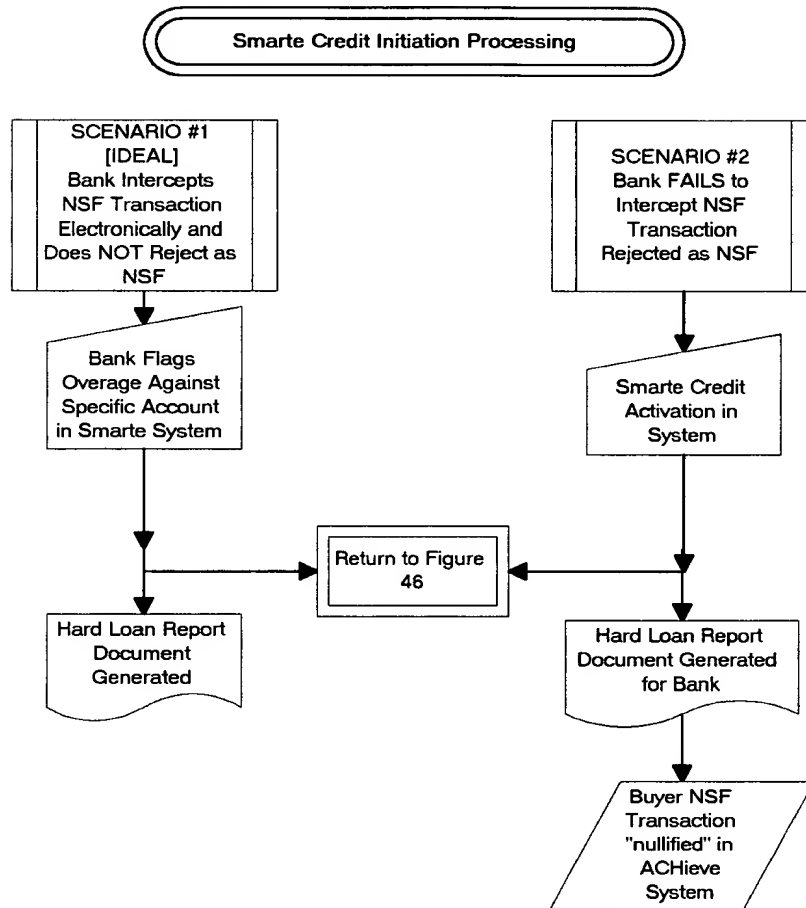 Smarte Credit Initiation Processing
SCENARIO #1
[IDEAL]
Bank Intercepts
NSF Transaction
Electronically and
Does NOT Reject as
NSF
SCENARIO #2
Bank FAILS to
Intercept NSF
Transaction
Rejected as NSF
Bank Flags
Overage Against
Specific Account
in Smarte System
Smarte Credit
Activation in
System
Return to Figure
46
Hard Loan Report
Document
Generated
Hard Loan Report
Document Generated
for Bank
Buyer NSF
Transaction
"nullified" in
ACHieve
System